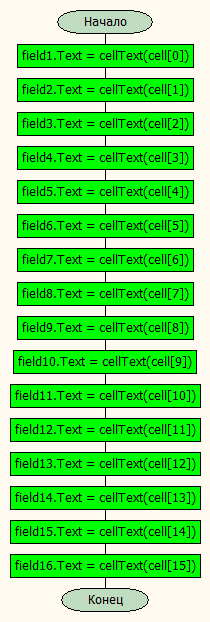 Начало
field1.Text = cellText(cell[0])
field2.Text = cellText(cell[1])
field3.Text = cellText(cell[2])
field4.Text = cellText(cell[3])
field5.Text = cellText(cell[4])
field6.Text = cellText(cell[5])
field7.Text = cellText(cell[6])
field8.Text = cellText(cell[7])
field9.Text = cellText(cell[8])
field10.Text = cellText(cell[9])
field11.Text = cellText(cell[10])
field12.Text = cellText(cell[11])
field13.Text = cellText(cell[12])
field14.Text = cellText(cell[13])
field15.Text = cellText(cell[14])
field16.Text = cellText(cell[15])
Конец